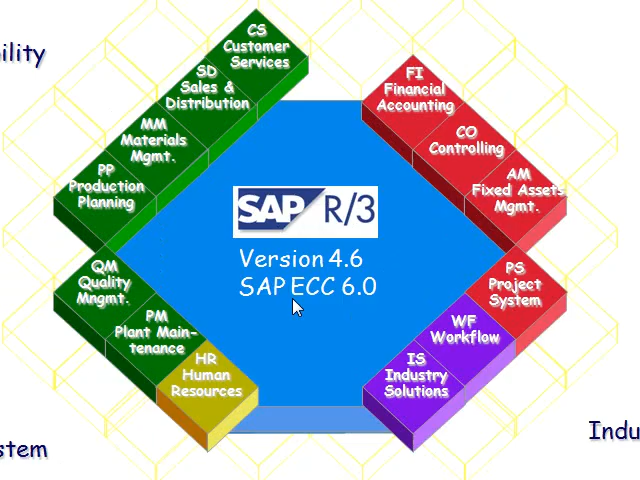 ility
CS
Customer
Services
SD
Sales &
Distribution
MM
Materials
Mgmt.
PP
Production
Planning
FI
Financial
Accounting
CO
Controlling
AM
Fixed Assets
Mgmt.
SAP R/3
Version 4.6
SAP ECC 6.0
QM
Quality
Mngmt.
PM
Plant Main-
tenance
HR
Human
Resources
PS
Project
System
WF
Workflow
IS
Industry
Solutions
stem
Indu